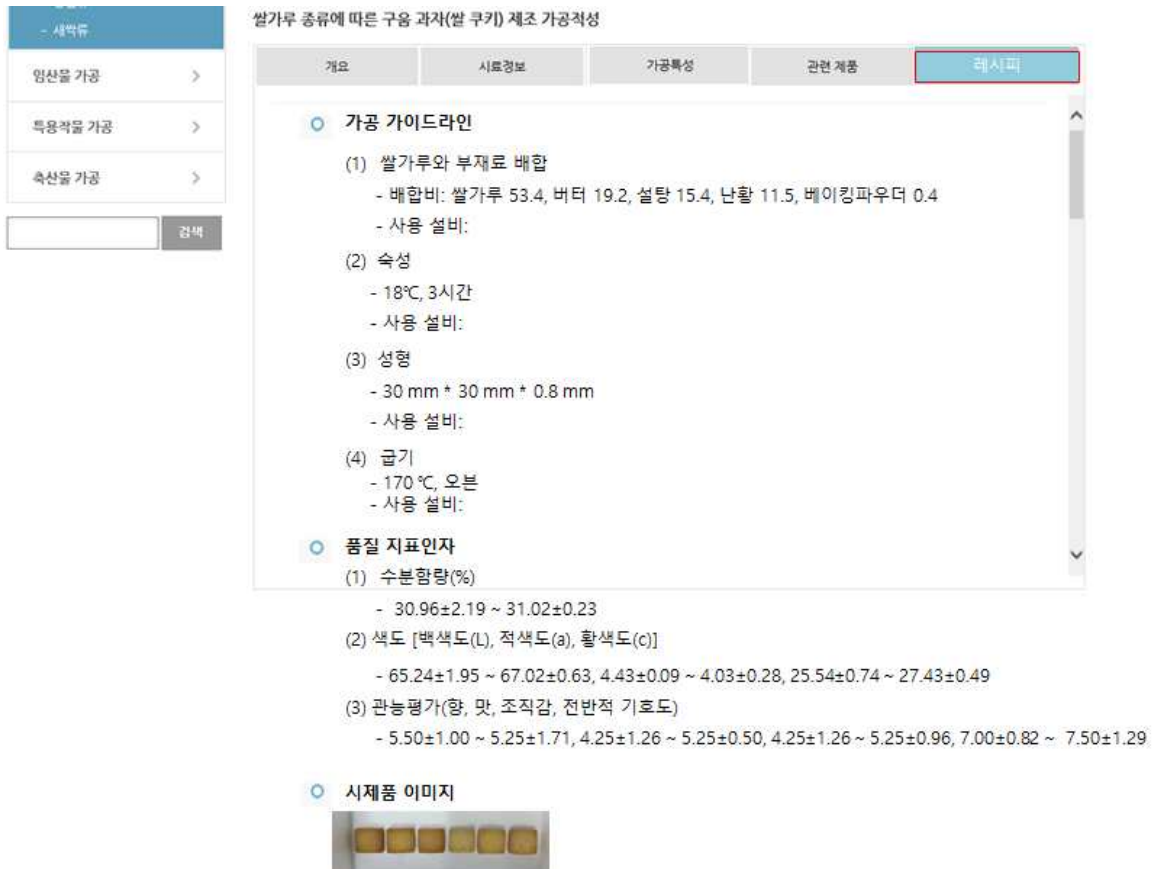 - 새싹류
임산물 가공
특용작물 가공
축산물 가공
검색
쌀가루 종류에 따른 구움 과자(쌀 쿠키) 제조 가공적성
개요 시료정보 가공특성 관련 제품 레시피
가공 가이드라인
(1) 쌀가루와 부재료 배합
- 배합비: 쌀가루 53.4, 버터 19.2, 설탕 15.4, 난황 11.5, 베이킹파우더 0.4
- 사용 설비:
(2) 숙성
- 18℃, 3시간
- 사용 설비:
(3) 성형
- 30 mm * 30 mm * 0.8 mm
- 사용 설비:
(4) 굽기
- 170 ℃, 오븐
- 사용 설비:
품질 지표인자
(1) 수분함량(%)
- 30.96±2.19 ~ 31.02±0.23
(2) 색도 [백색도(L), 적색도(a), 황색도(c)]
- 65.24±1.95 ~ 67.02±0.63, 4.43±0.09 ~ 4.03±0.28, 25.54±0.74 ~ 27.43±0.49
(3) 관능평가(향, 맛, 조직감, 전반적 기호도)
- 5.50±1.00 ~ 5.25±1.71, 4.25±1.26 ~ 5.25±0.50, 4.25±1.26 ~ 5.25±0.96, 7.00±0.82 ~ 7.50±1.29
시제품 이미지